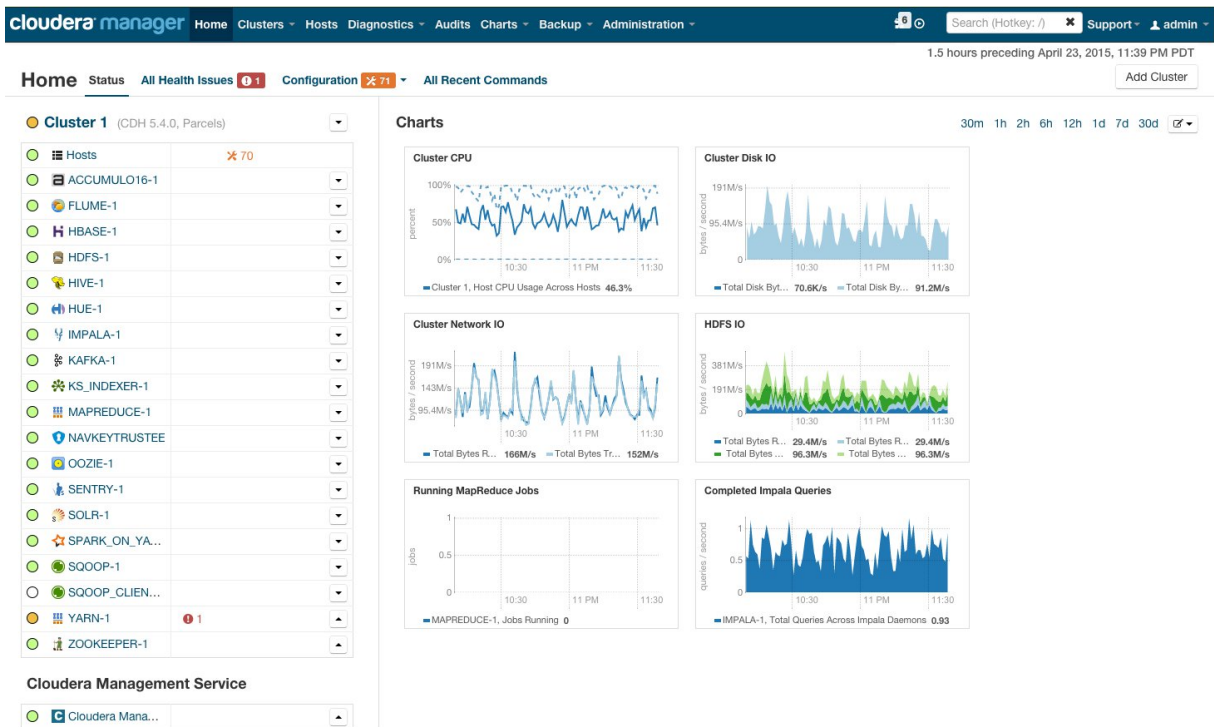 cloudera manager Home Clusters Hosts Diagnostics Audits Charts Backup Administration 6 Search (Hotkey: /) Support admin
1.5 hours preceding April 23, 2015, 11:39 PM PDT
Home Status All Health Issues 1 Configuration 71 All Recent Commands Add Cluster
Cluster 1 (CDH 5.4.0, Parcels)
Hosts 70
ACCUMULO16-1
FLUME-1
HBASE-1
HDFS-1
HIVE-1
HUE-1
IMPALA-1
KAFKA-1
KS_INDEXER-1
MAPREDUCE-1
NAVKEYTRUSTEE
OOZIE-1
SENTRY-1
SOLR-1
SPARK_ON_YA...
SQOOP-1
SQOOP_CLIEN...
YARN-1 1
ZOOKEEPER-1
Cloudera Management Service
Cloudera Mana...
Charts
30m 1h 2h 6h 12h 1d 7d 30d
Cluster CPU
percent
100%
50%
0%
10:30 11 PM 11:30
Cluster 1, Host CPU Usage Across Hosts 46.3%
Cluster Disk IO
bytes / second
191M/s
95.4M/s
0
10:30 11 PM 11:30
Total Disk Byt... 70.6K/s Total Disk By... 91.2M/s
Cluster Network IO
bytes / second
191M/s
143M/s
95.4M/s
10:30 11 PM 11:30
Total Bytes R... 166M/s Total Bytes Tr... 152M/s
HDFS IO
bytes / second
381M/s
191M/s
0
10:30 11 PM 11:30
Total Bytes R... 29.4M/s Total Bytes R... 29.4M/s
Total Bytes ... 96.3M/s Total Bytes ... 96.3M/s
Running MapReduce Jobs
jobs
1
0.5
0
10:30 11 PM 11:30
MAPREDUCE-1, Jobs Running 0
Completed Impala Queries
queries / second
1
0.5
0
10:30 11 PM 11:30
IMPALA-1, Total Queries Across Impala Daemons 0.93